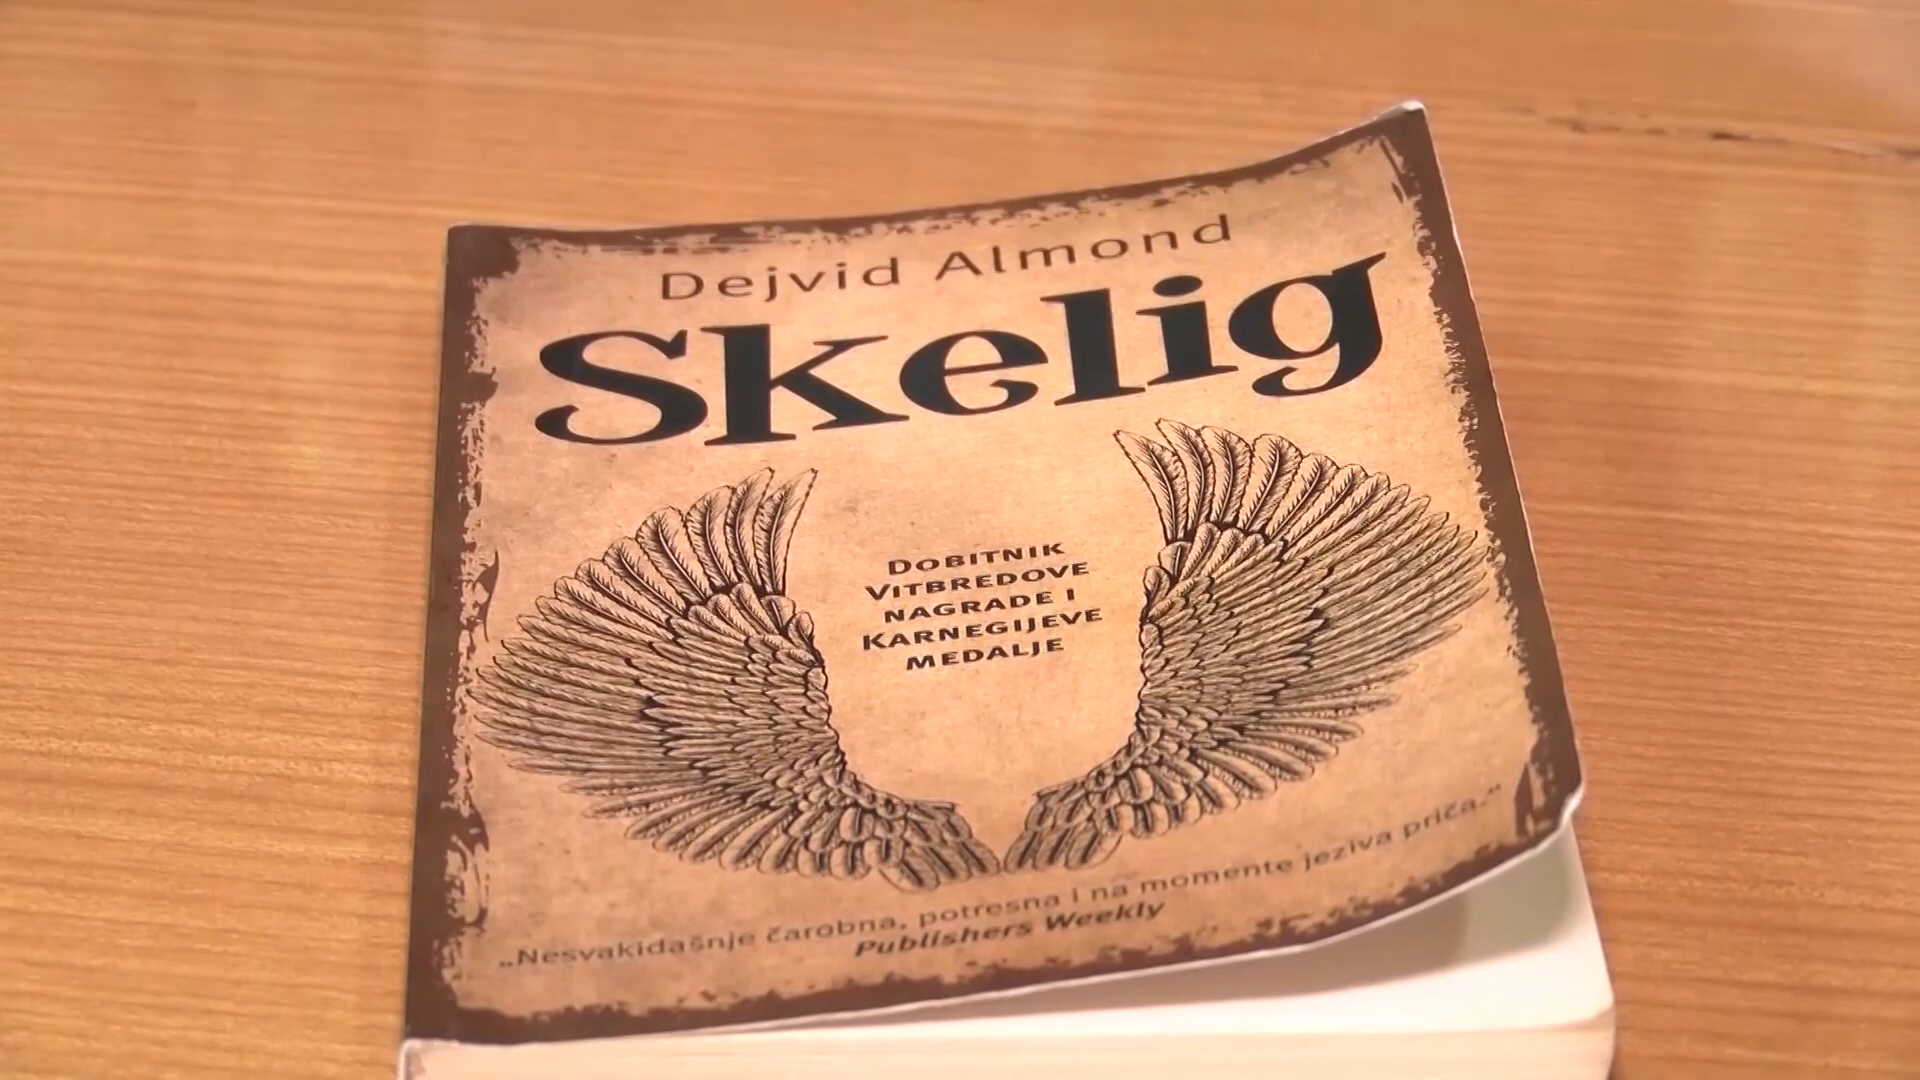 Dejvid Almond
Skelig
DOBITNIK
VITBREDOVE
NAGRADE I
KARNEGIJEVE
MEDALJE
„Nesvakidašnje čarobna, potresna i na momente jeziva priča.“
Publishers Weekly